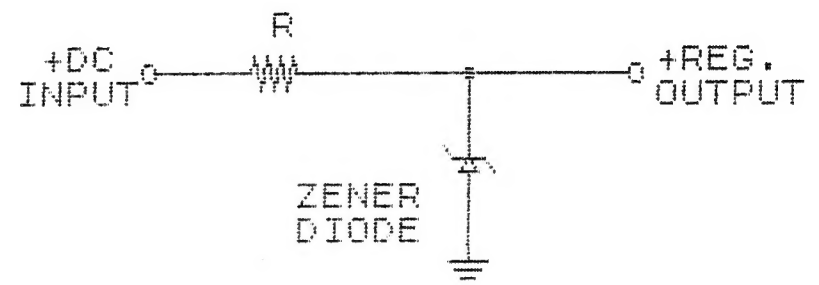 R
+DC
INPUT
+REG.
OUTPUT
ZENER
DIODE